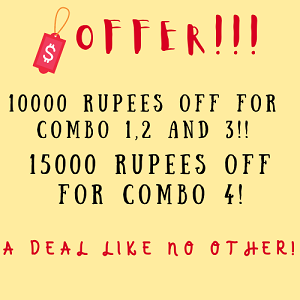 $ OFFER!!!
10000 RUPEES OFF FOR
COMBO 1,2 AND 3!!
15000 RUPEES OFF
FOR COMBO 4!
A DEAL LIKE NO OTHER!